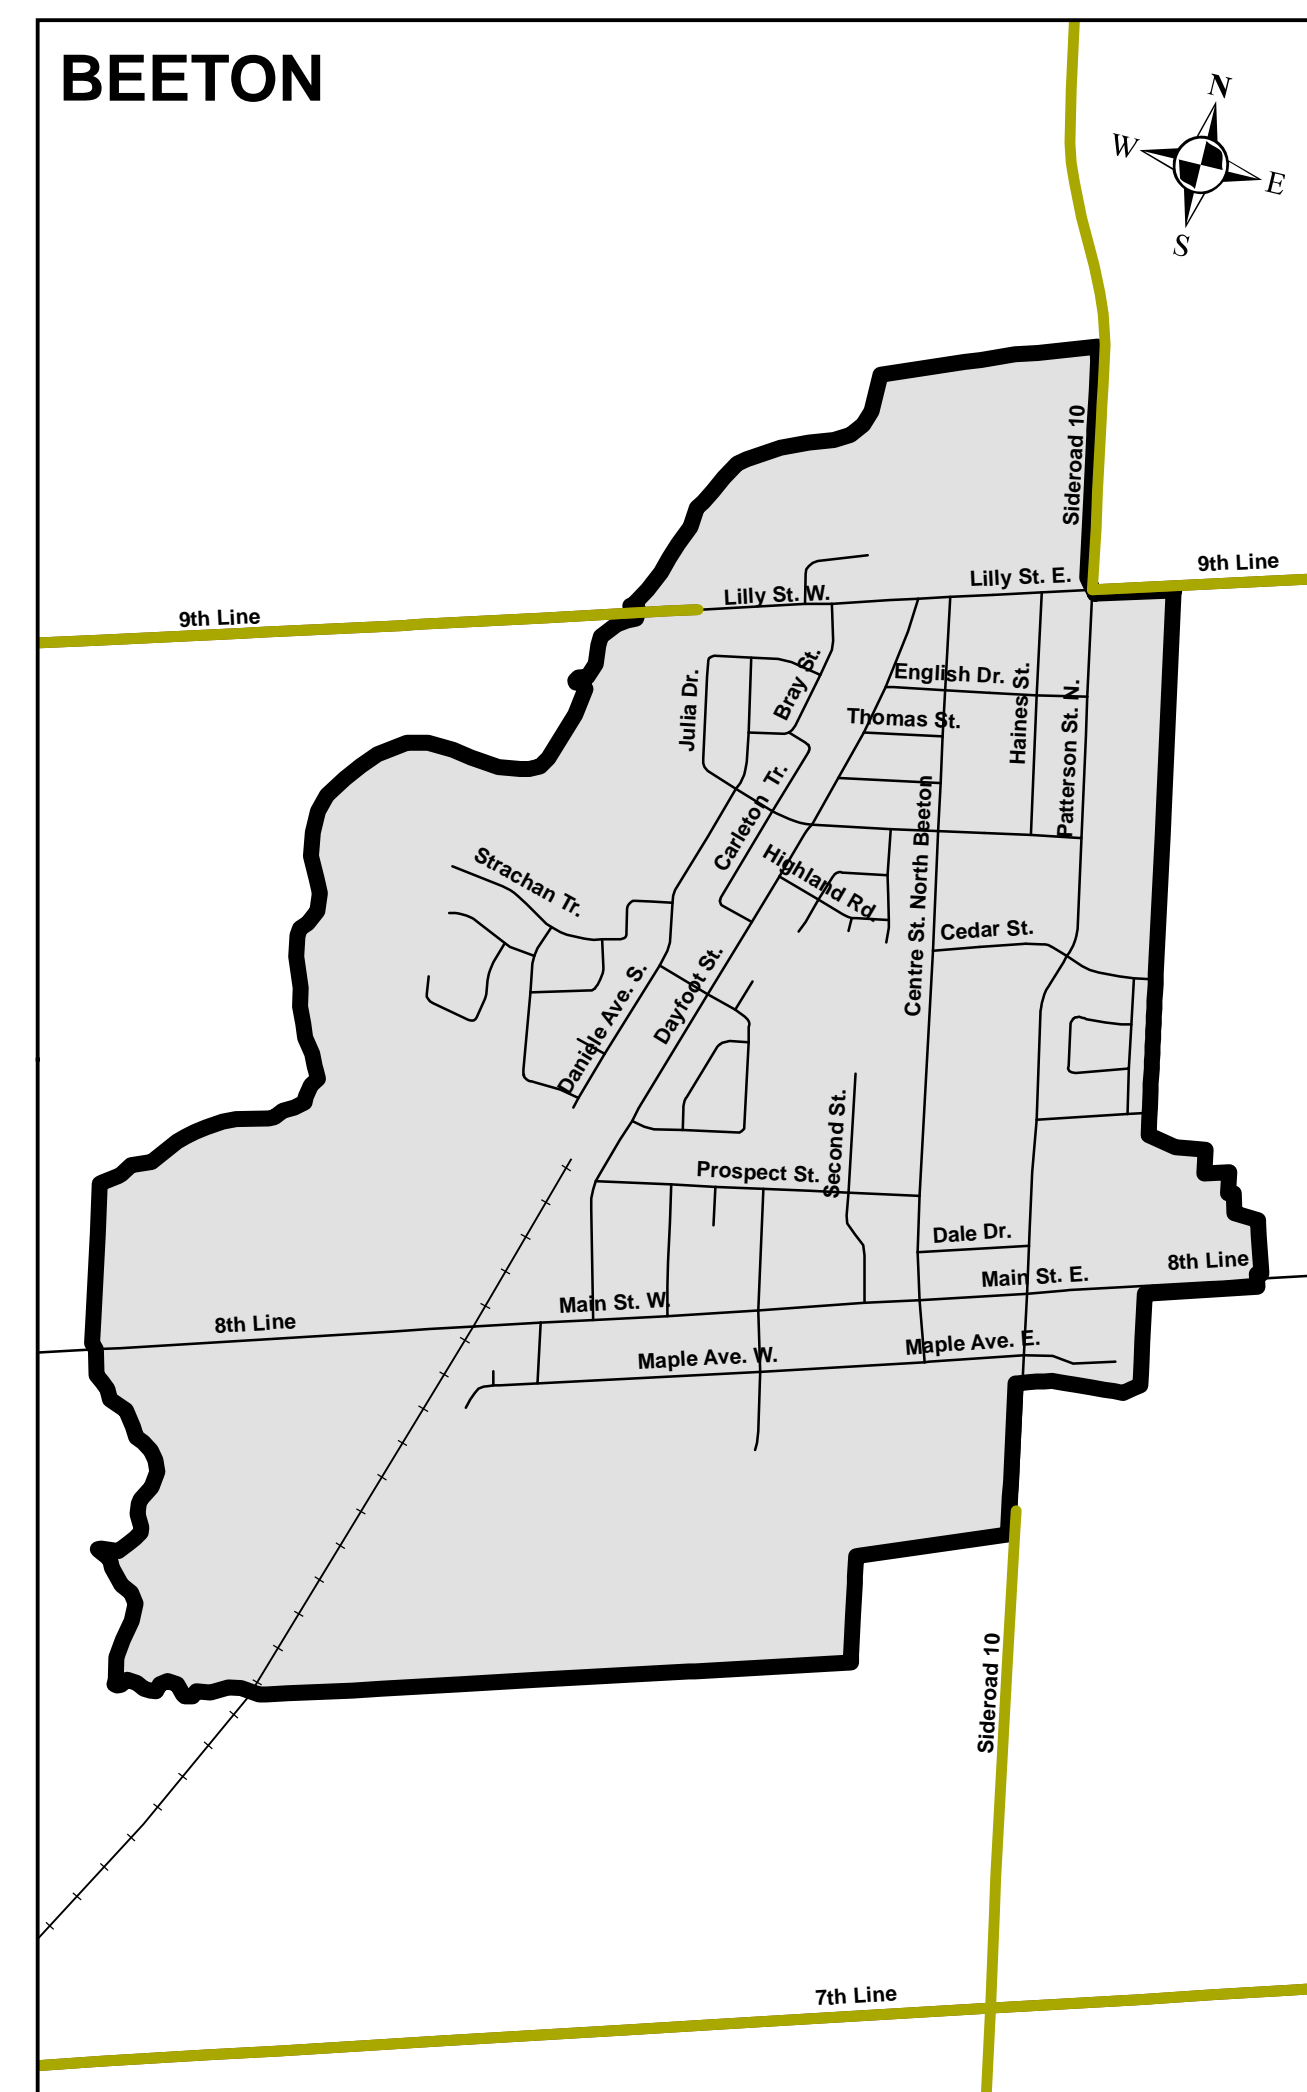 BEETON
N
W
E
S
Sideroad 10
9th Line
Lilly St. E.
Lilly St. W.
9th Line
English Dr.
Bray St.
Haines St.
Julia Dr.
Thomas St.
Patterson St. N.
Carleton Tr.
Centre St. North Beeton
Strachan Tr.
Highland Rd.
Cedar St.
Daniele Ave. S.
Dayfoot St.
Second St.
Prospect St.
Dale Dr.
8th Line
Main St. E.
Main St. W.
8th Line
Maple Ave. E.
Maple Ave. W.
Sideroad 10
7th Line